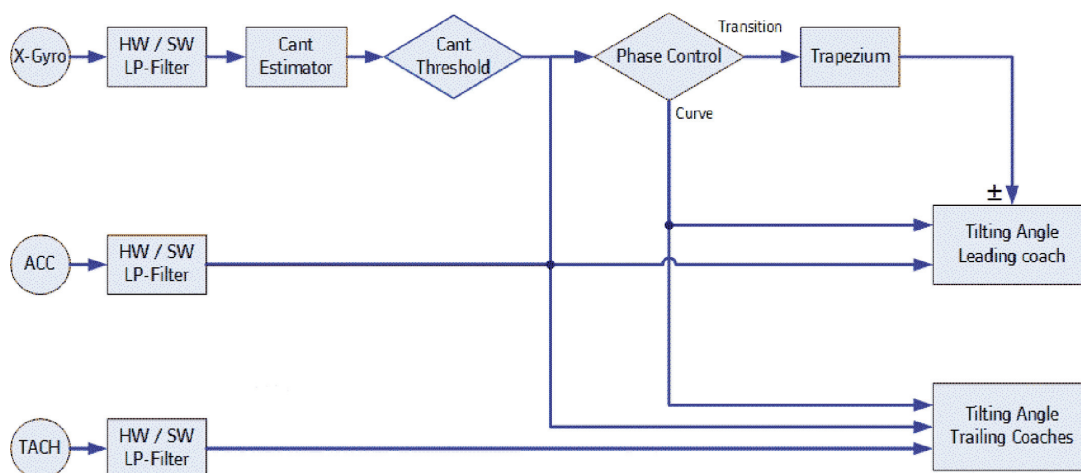 X-Gyro
HW / SW
LP-Filter
Cant
Estimator
Cant
Threshold
Phase Control
Transition
Trapezium
Curve
±
ACC
HW / SW
LP-Filter
Tilting Angle
Leading coach
TACH
HW / SW
LP-Filter
Tilting Angle
Trailing Coaches